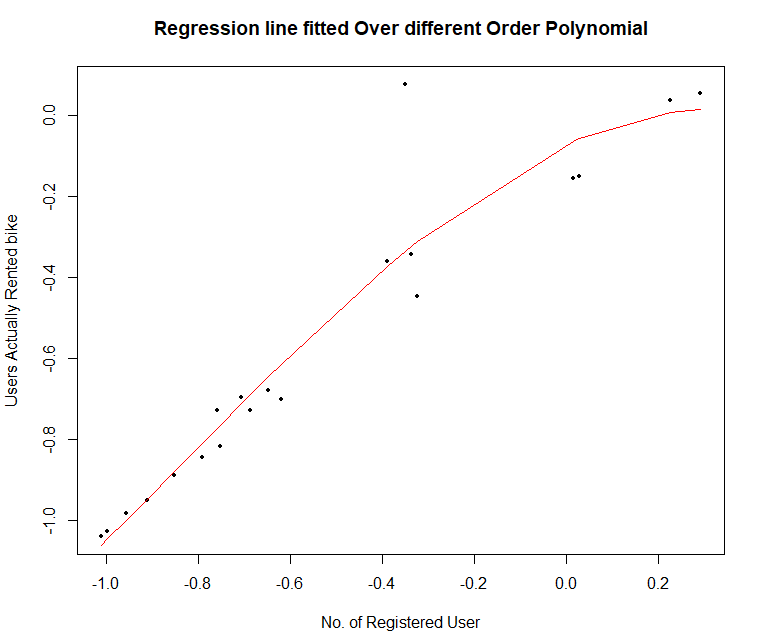 Regression line fitted Over different Order Polynomial
Users Actually Rented bike
0.0
-0.2
-0.4
-0.6
-0.8
-1.0
-1.0 -0.8 -0.6 -0.4 -0.2 0.0 0.2
No. of Registered User